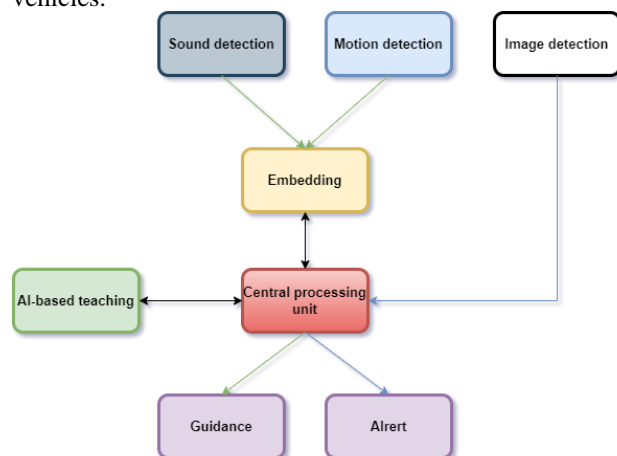 vehicles.
Sound detection
Motion detection
Image detection
Embedding
AI-based teaching
Central processing
unit
Guidance
Alrert